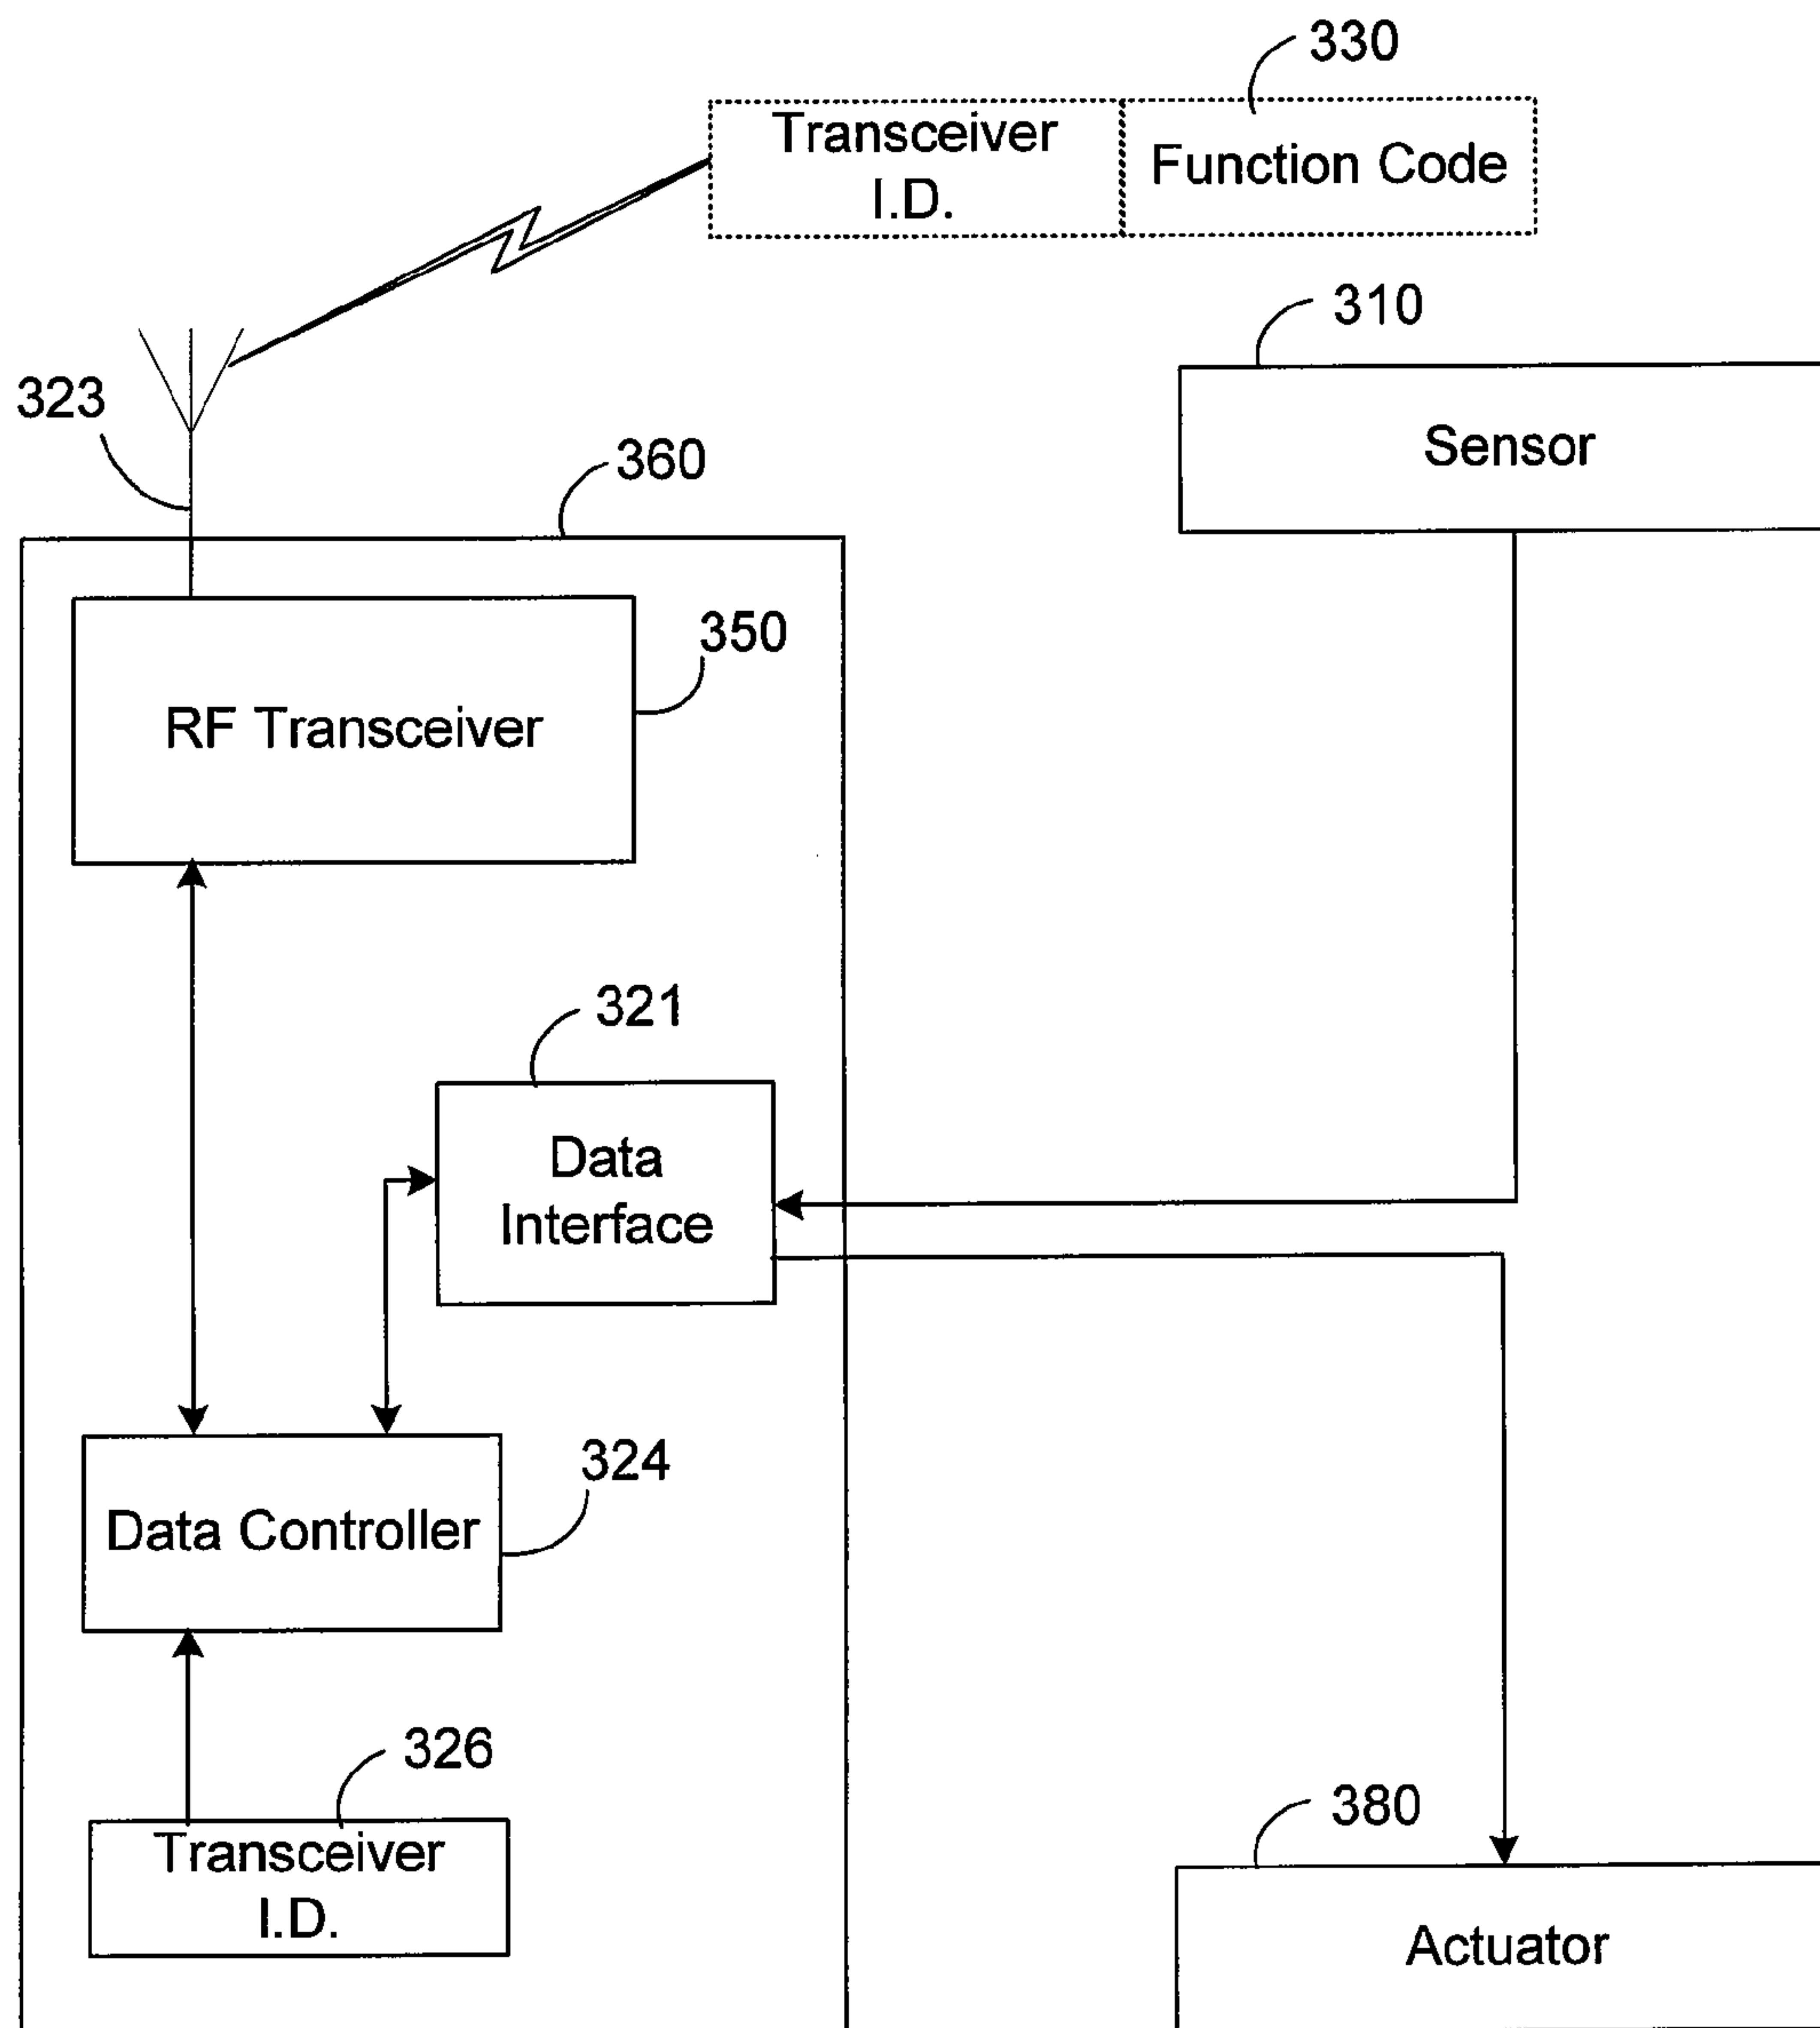 330
Transceiver
I.D.
Function Code
310
323
Sensor
360
350
RF Transceiver
321
Data
Interface
324
Data Controller
326
Transceiver
I.D.
380
Actuator